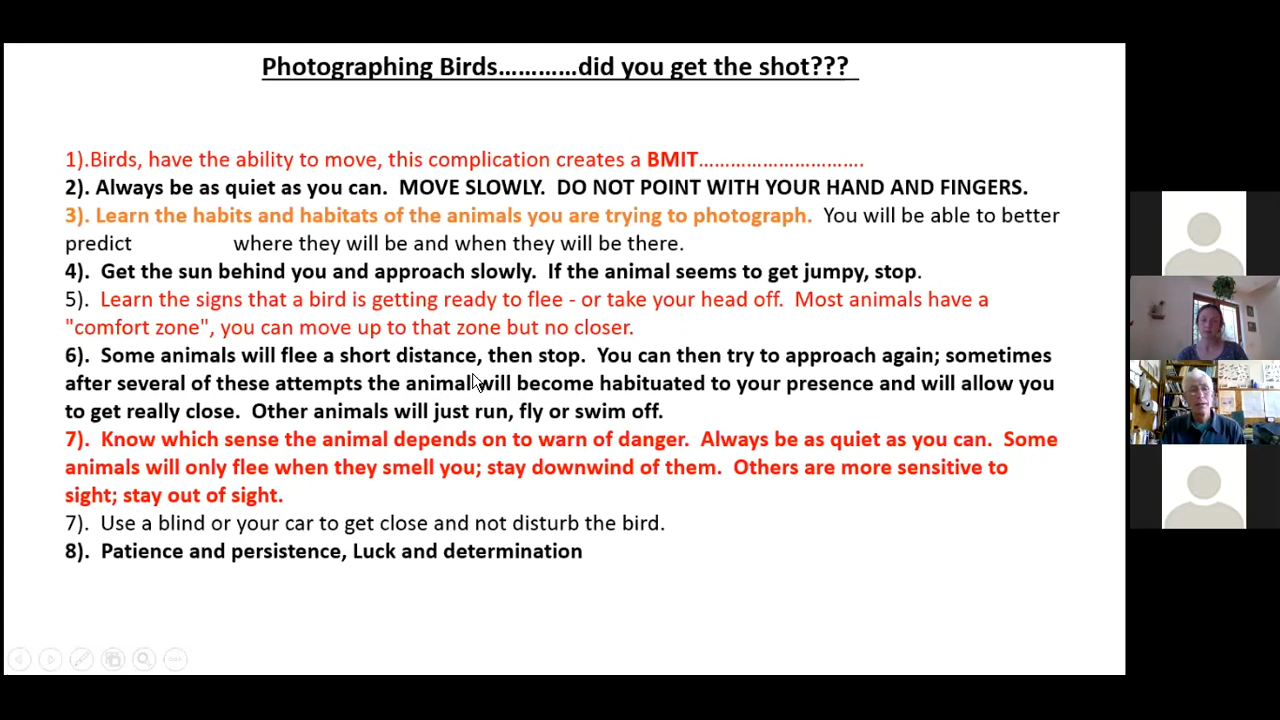 Photographing Birds…………did you get the shot???
1).Birds, have the ability to move, this complication creates a BMIT………………………….
2). Always be as quiet as you can.  MOVE SLOWLY.  DO NOT POINT WITH YOUR HAND AND FINGERS.
3). Learn the habits and habitats of the animals you are trying to photograph.  You will be able to better
predict                 where they will be and when they will be there.
4).  Get the sun behind you and approach slowly.  If the animal seems to get jumpy, stop.
5).  Learn the signs that a bird is getting ready to flee - or take your head off.  Most animals have a
"comfort zone", you can move up to that zone but no closer.
6).  Some animals will flee a short distance, then stop.  You can then try to approach again; sometimes
after several of these attempts the animal will become habituated to your presence and will allow you
to get really close.  Other animals will just run, fly or swim off.
7).  Know which sense the animal depends on to warn of danger.  Always be as quiet as you can.  Some
animals will only flee when they smell you; stay downwind of them.  Others are more sensitive to
sight; stay out of sight.
7).  Use a blind or your car to get close and not disturb the bird.
8).  Patience and persistence, Luck and determination